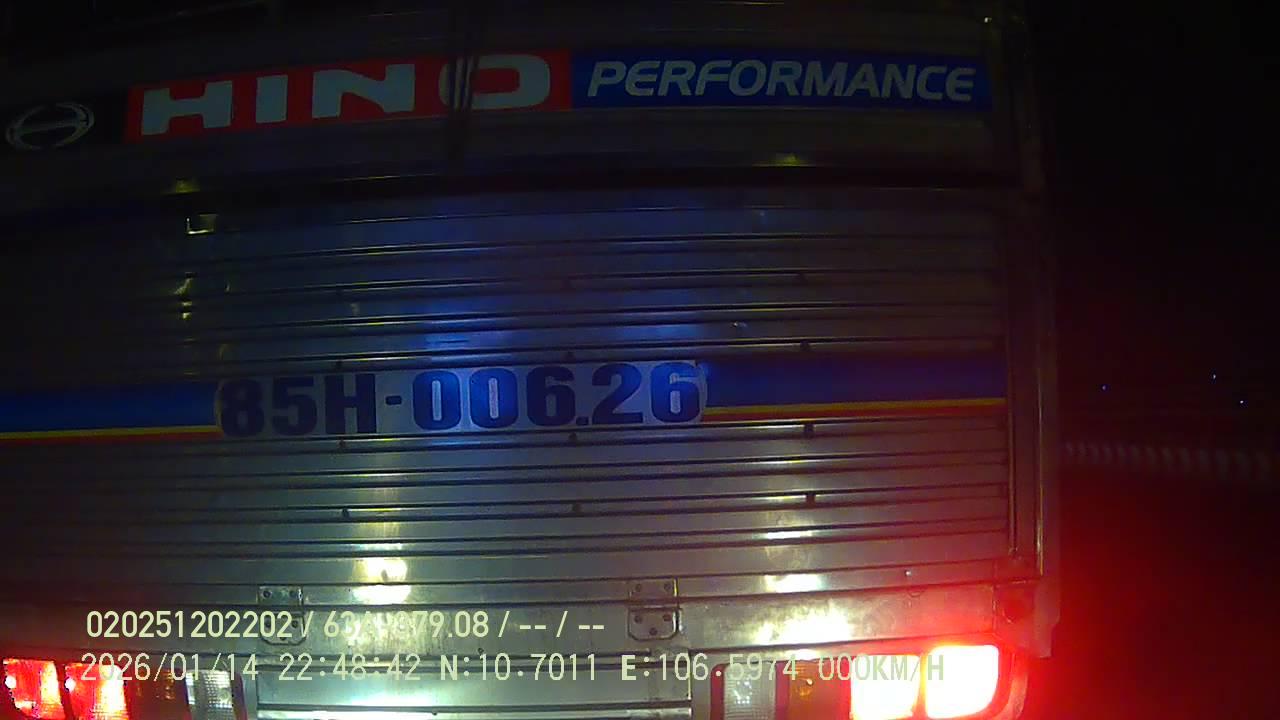 HINO PERFORMANCE
85H-006.26
020251202202 / 63 79.08 / -- / --
2026/01/14 22:48:42 N:10.7011 E:106.5974 000KM/H